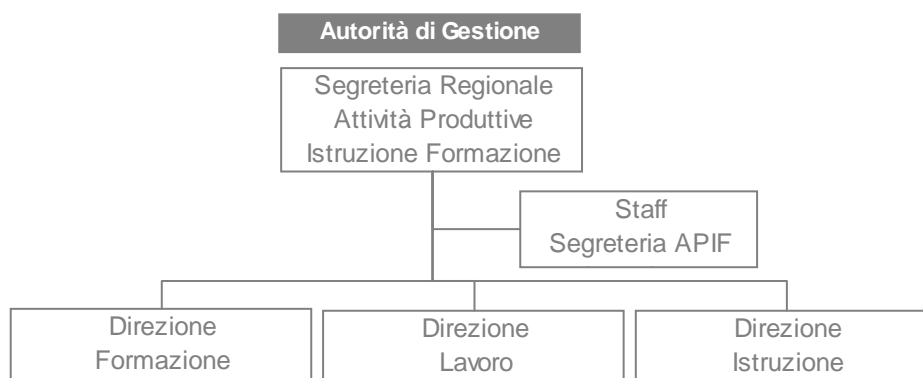 Autorità di Gestione
Segreteria Regionale
Attività Produttive
Istruzione Formazione
Staff
Segreteria APIF
Direzione
Formazione
Direzione
Lavoro
Direzione
Istruzione